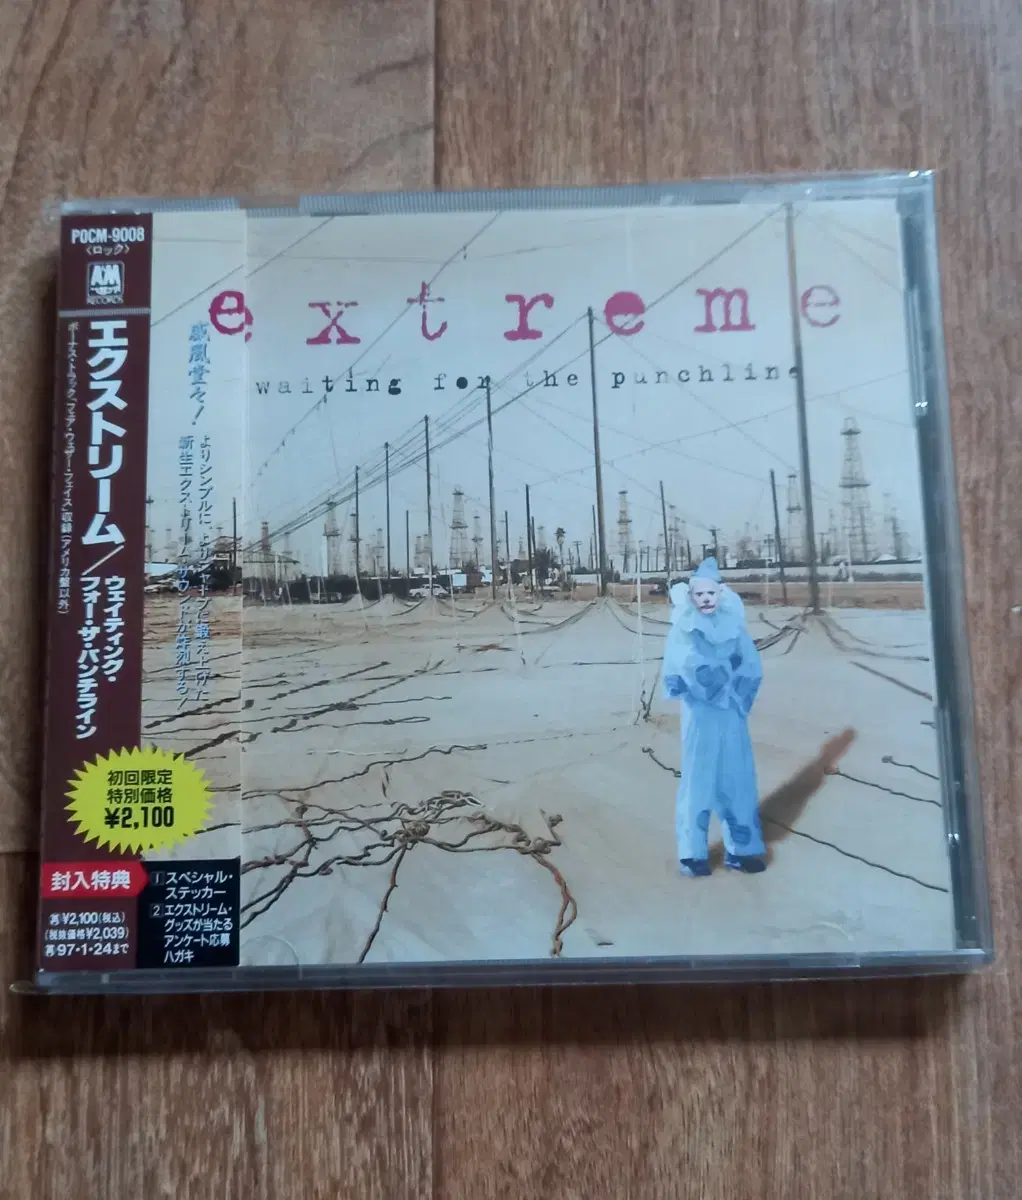 POCM-9008
〈ロック〉
A&M
RECORDS
エクストリーム／
ウェイティング・
フォー・ザ・パンチライン
ボーナス・トラック「フェア・ウェザー・フェイス」収録(アメリカ盤以外)
威風堂々!
よりシンプルに、よりシャープに鍛え上げた
新生エクストリーム・サウンドが炸裂する!
extreme
waiting for the punchline
初回限定
特別価格
¥2,100
封入特典
1 スペシャル・
ステッカー
2 エクストリーム・
グッズが当たる
アンケート応募
ハガキ
再¥2,100(税込)
(税抜価格¥2,039)
再97・1・24まで